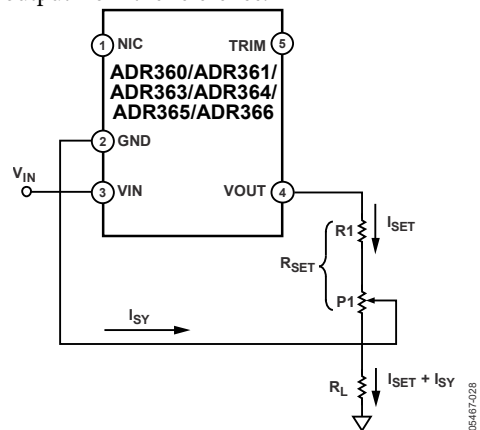 1 NIC
TRIM 5
ADR360/ADR361/
ADR363/ADR364/
ADR365/ADR366
2 GND
VIN
3 VIN
VOUT 4
R1
ISET
RSET
P1
ISY
RL
ISET + ISY
05467-028